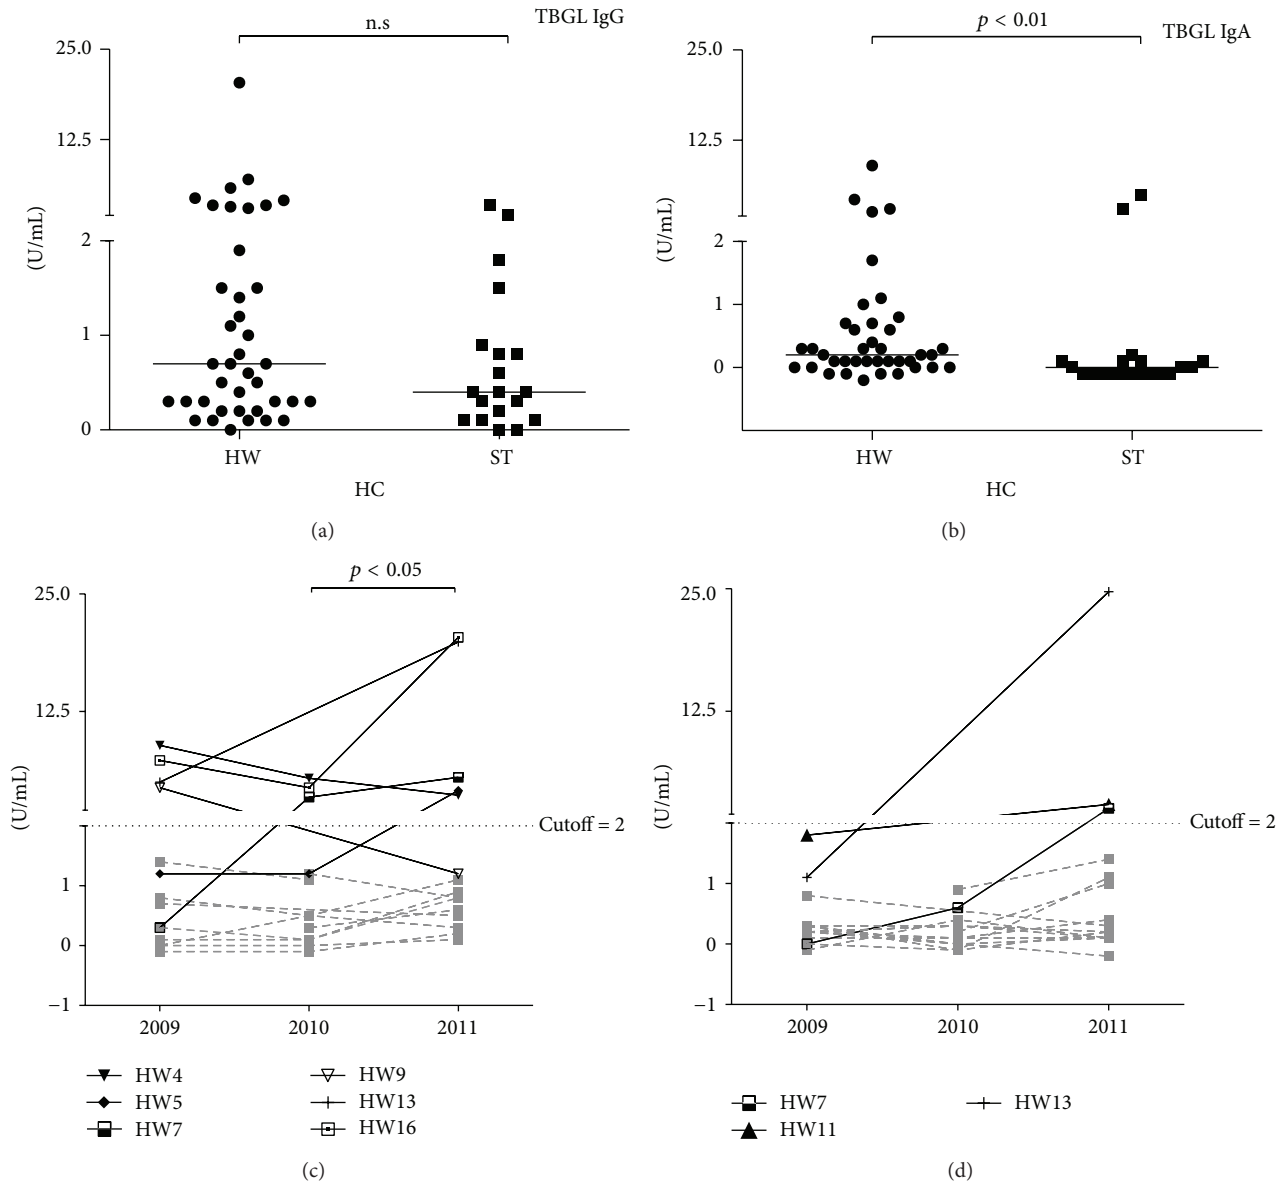 TBGL IgG
n.s
25.0
12.5
(U/mL)
2
1
0
HW ST
HC
(a)
TBGL IgA
p < 0.01
25.0
12.5
(U/mL)
2
1
0
HW ST
HC
(b)
p < 0.05
25.0
12.5
(U/mL)
Cutoff = 2
1
0
−1
2009 2010 2011
HW4 HW9
HW5 HW13
HW7 HW16
(c)
25.0
12.5
(U/mL)
Cutoff = 2
1
0
−1
2009 2010 2011
HW7 HW13
HW11
(d)